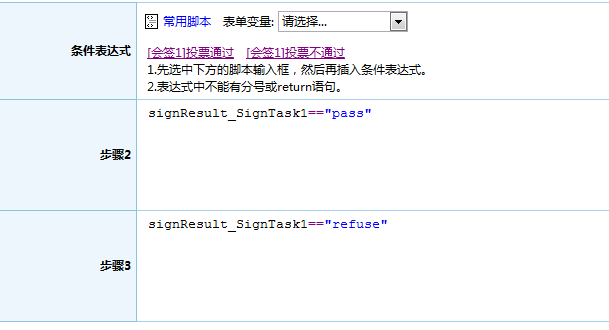 常用脚本 表单变量: 请选择...
条件表达式
[会签1]投票通过 [会签1]投票不通过
1.先选中下方的脚本输入框，然后再插入条件表达式。
2.表达式中不能有分号或return语句。
步骤2
signResult_SignTask1=="pass"
步骤3
signResult_SignTask1=="refuse"